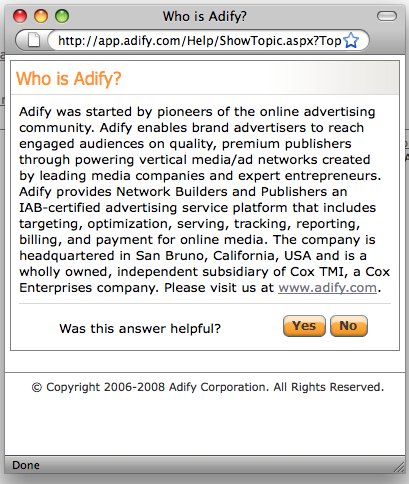 Who is Adify?
http://app.adify.com/Help/ShowTopic.aspx?Top
Who is Adify?
Adify was started by pioneers of the online advertising
community. Adify enables brand advertisers to reach
engaged audiences on quality, premium publishers
through powering vertical media/ad networks created
by leading media companies and expert entrepreneurs.
Adify provides Network Builders and Publishers an
IAB-certified advertising service platform that includes
targeting, optimization, serving, tracking, reporting,
billing, and payment for online media. The company is
headquartered in San Bruno, California, USA and is a
wholly owned, independent subsidiary of Cox TMI, a Cox
Enterprises company. Please visit us at www.adify.com.
Was this answer helpful? Yes No
© Copyright 2006-2008 Adify Corporation. All Rights Reserved.
Done